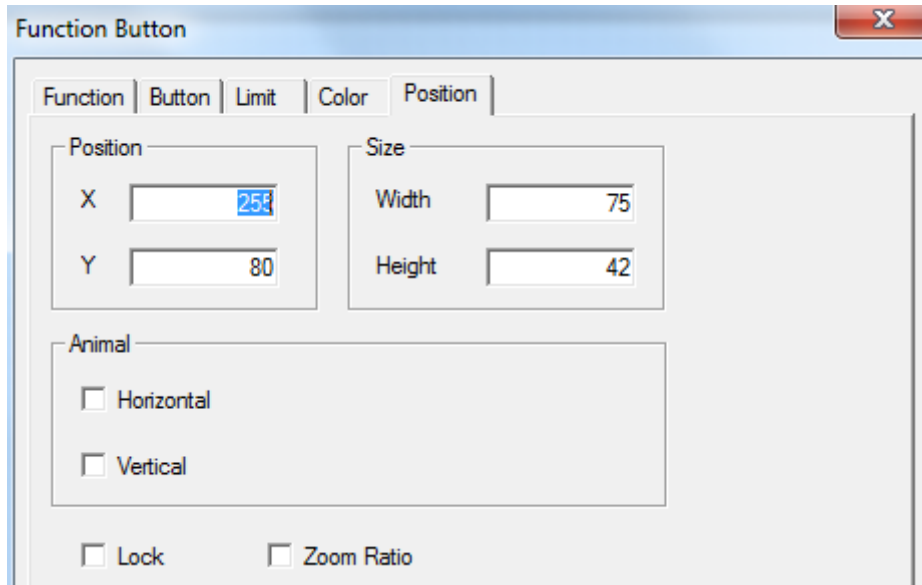 Function Button
Function Button Limit Color Position
Position Size
X 255 Width 75
Y 80 Height 42
Animal
Horizontal
Vertical
Lock Zoom Ratio